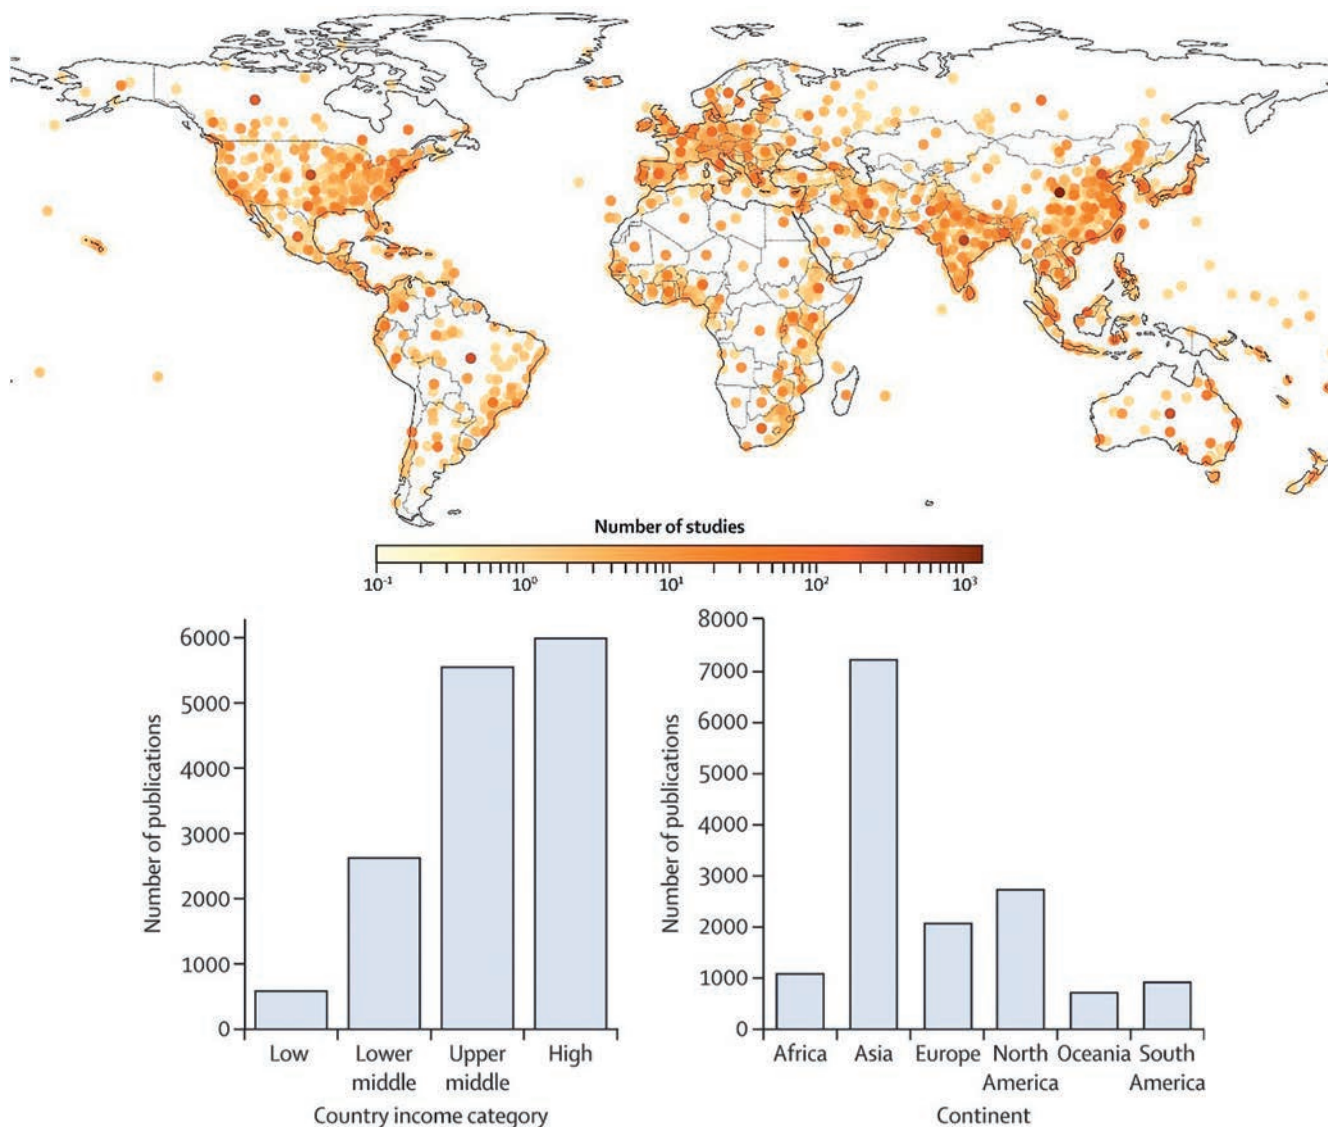 Number of studies
10⁻¹ 10⁰ 10¹ 10² 10³
Number of publications
6000
5000
4000
3000
2000
1000
0
Low Lower middle Upper middle High
Country income category
Number of publications
8000
7000
6000
5000
4000
3000
2000
1000
0
Africa Asia Europe North America Oceania South America
Continent